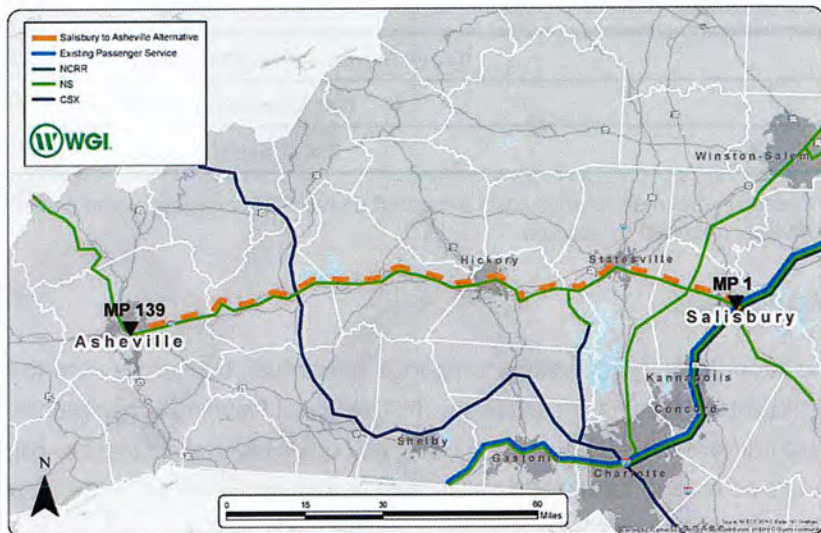 Salisbury to Asheville Alternative
Existing Passenger Service
NCRR
NS
CSX
WGI.
Winston-Salem
Hickory
Statesville
MP 139
MP 1
Asheville
Salisbury
Kannapolis
Concord
Shelby
Gastonia
Charlotte
N
0 15 30 60
Miles